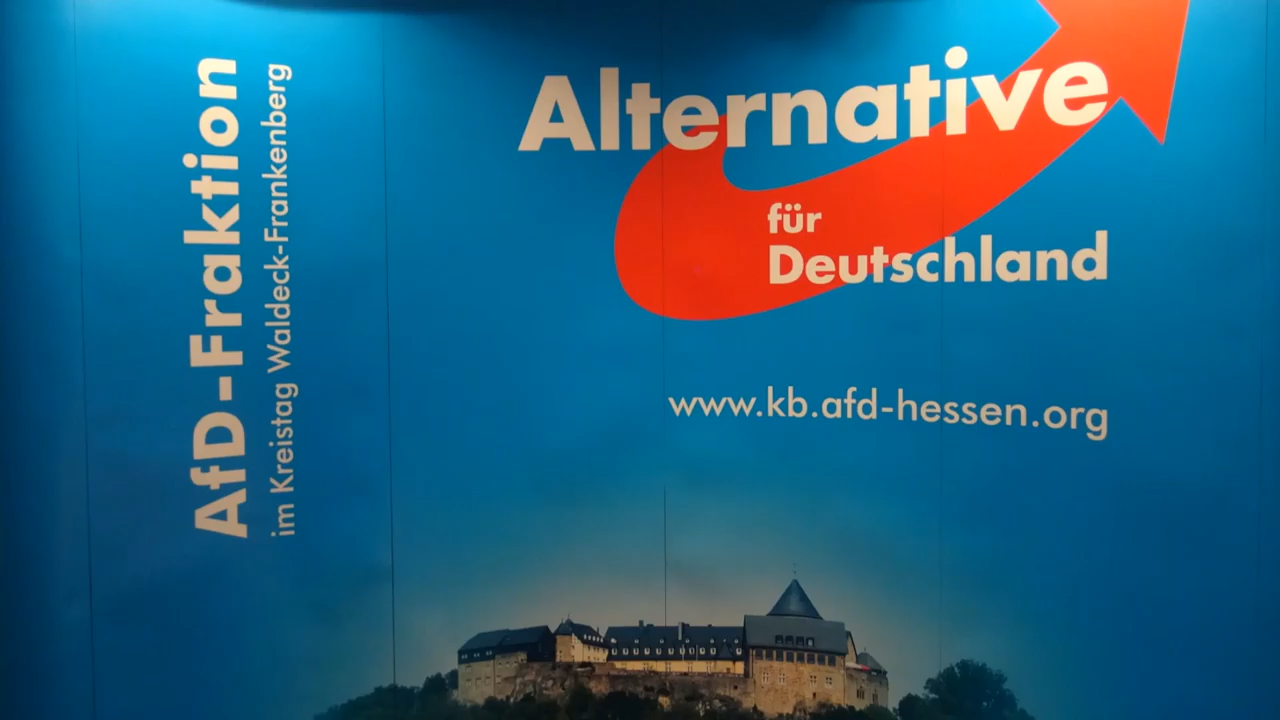 AfD-Fraktion
im Kreistag Waldeck-Frankenberg
Alternative
für
Deutschland
www.kb.afd-hessen.org